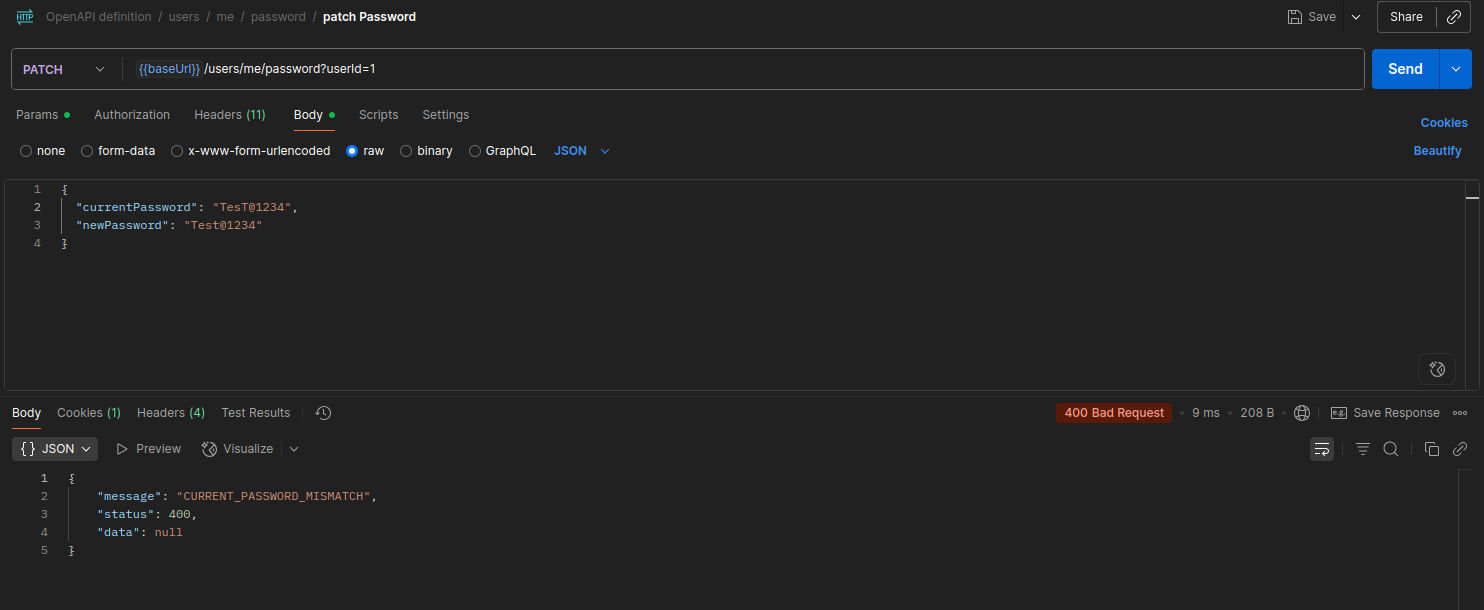 HTTP OpenAPI definition / users / me / password / patch Password Save Share
PATCH {{baseUrl}}/users/me/password?userId=1 Send
Params Authorization Headers (11) Body Scripts Settings Cookies
none form-data x-www-form-urlencoded raw binary GraphQL JSON Beautify
1 {
2 "currentPassword": "TesT@1234",
3 "newPassword": "Test@1234"
4 }
Body Cookies (1) Headers (4) Test Results 400 Bad Request • 9 ms • 208 B • e.g. Save Response
{} JSON Preview Visualize
1 {
2 "message": "CURRENT_PASSWORD_MISMATCH",
3 "status": 400,
4 "data": null
5 }